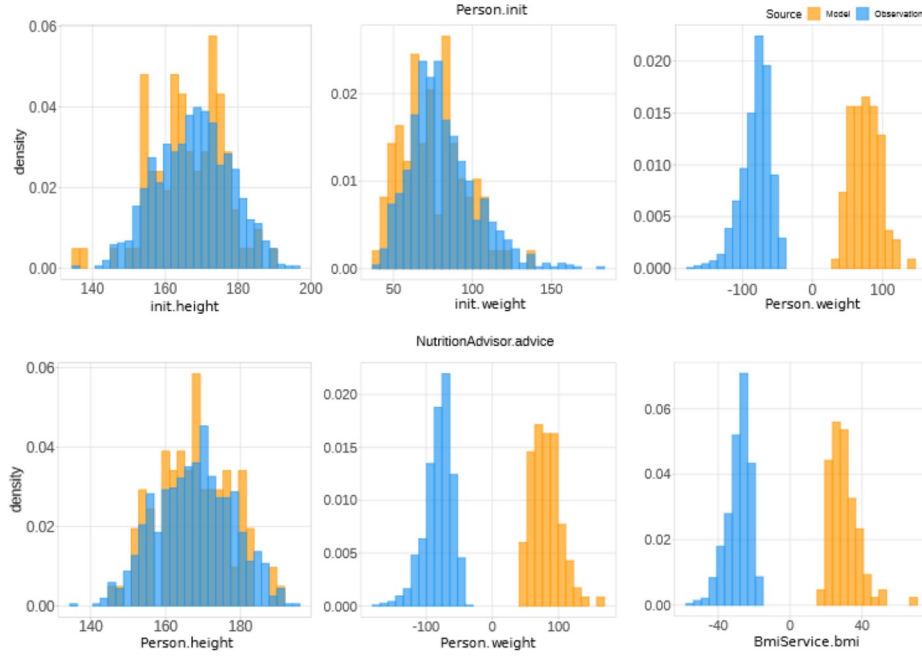 Person.init
Source Model Observation
density
0.06
0.04
0.02
0.00
140 160 180 200
init.height
0.02
0.01
0.00
50 100 150
init.weight
0.020
0.015
0.010
0.005
0.000
-100 0 100
Person.weight
NutritionAdvisor.advice
density
0.06
0.04
0.02
0.00
140 160 180
Person.height
0.020
0.015
0.010
0.005
0.000
-100 0 100
Person.weight
0.06
0.04
0.02
0.00
-40 0 40
BmiService.bmi